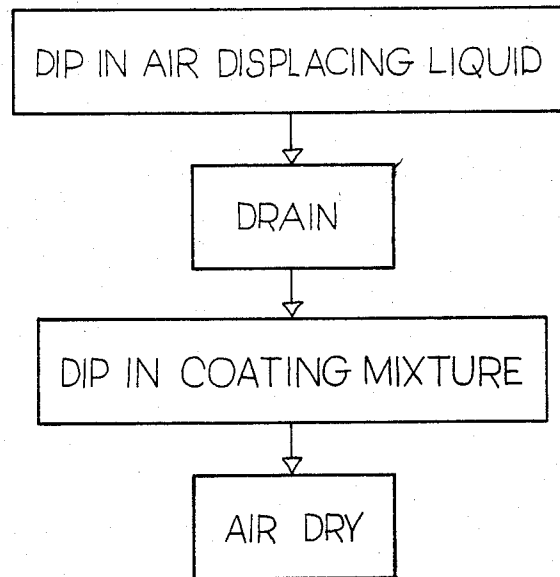 DIP IN AIR DISPLACING LIQUID
DRAIN
DIP IN COATING MIXTURE
AIR DRY